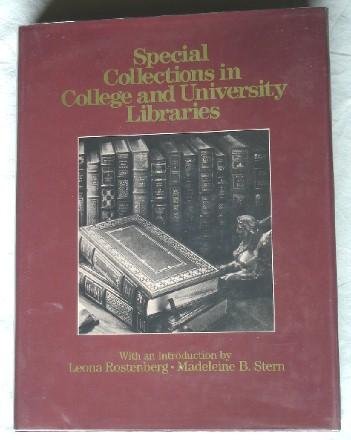 Special
Collections in
College and University
Libraries
With an Introduction by
Leona Rostenberg · Madeleine B. Stern